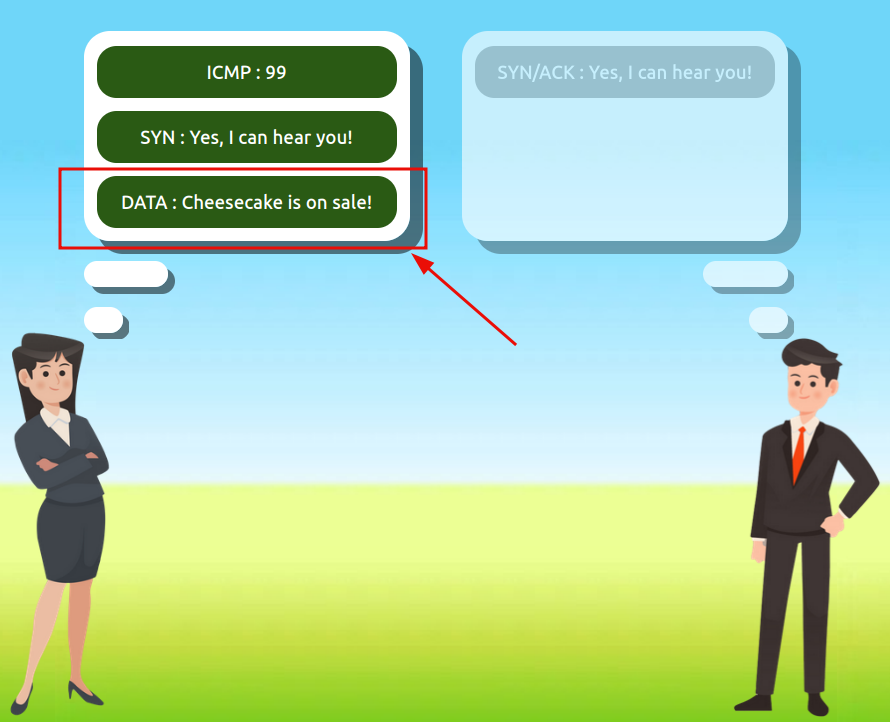 ICMP : 99
SYN : Yes, I can hear you!
DATA : Cheesecake is on sale!
SYN/ACK : Yes, I can hear you!